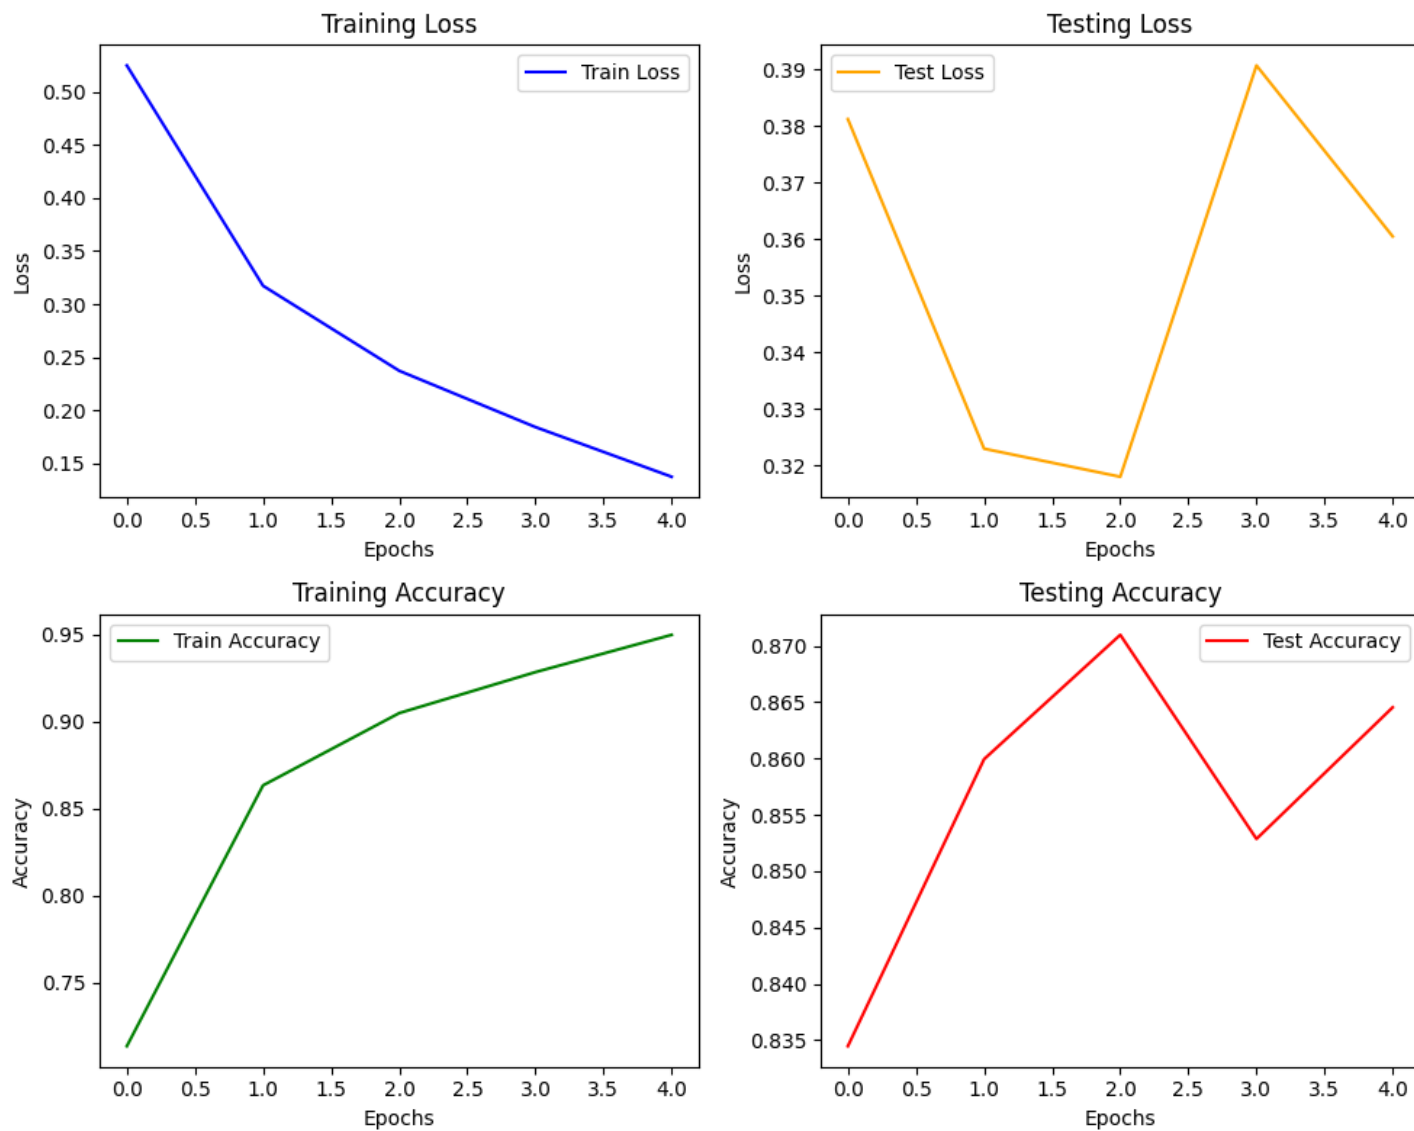 Training Loss
Train Loss
0.50
0.45
0.40
0.35
0.30
0.25
0.20
0.15
Loss
0.0 0.5 1.0 1.5 2.0 2.5 3.0 3.5 4.0
Epochs
Testing Loss
Test Loss
0.39
0.38
0.37
0.36
0.35
0.34
0.33
0.32
Loss
0.0 0.5 1.0 1.5 2.0 2.5 3.0 3.5 4.0
Epochs
Training Accuracy
Train Accuracy
0.95
0.90
0.85
0.80
0.75
Accuracy
0.0 0.5 1.0 1.5 2.0 2.5 3.0 3.5 4.0
Epochs
Testing Accuracy
Test Accuracy
0.870
0.865
0.860
0.855
0.850
0.845
0.840
0.835
Accuracy
0.0 0.5 1.0 1.5 2.0 2.5 3.0 3.5 4.0
Epochs